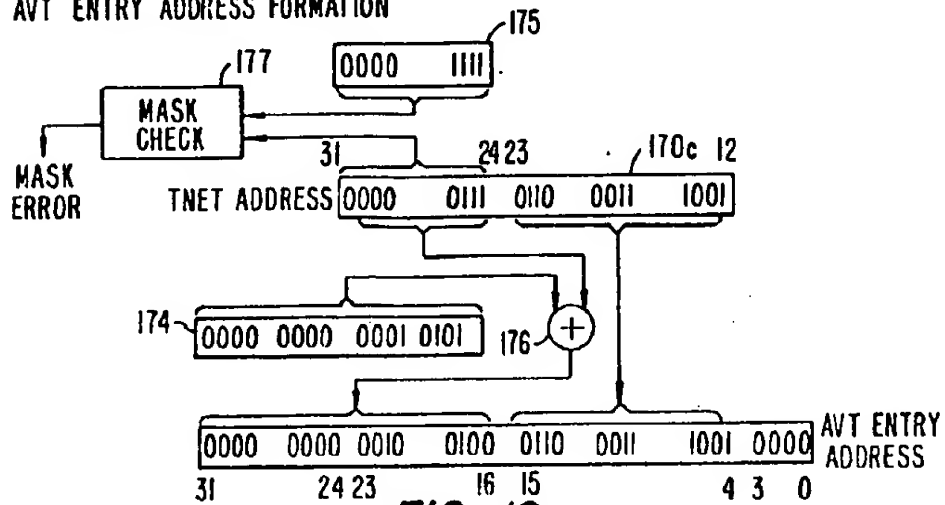 AVT ENTRY ADDRESS FORMATION
175
0000 1111
177
MASK
CHECK
MASK
ERROR
31 24 23 170c 12
TNET ADDRESS 0000 0111 0110 0011 1001
174 0000 0000 0001 0101
176 +
0000 0000 0010 0100 0110 0011 1001 0000
AVT ENTRY
ADDRESS
31 24 23 16 15 4 3 0